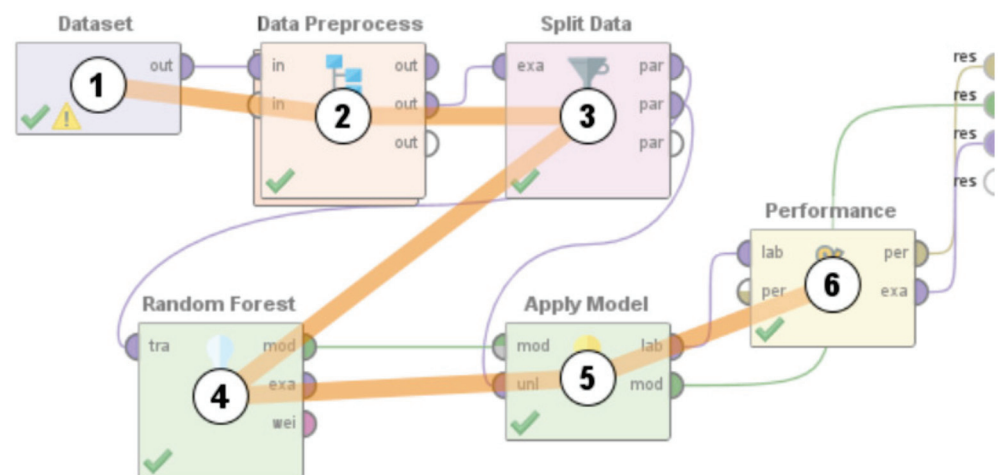 Dataset
out
1
Data Preprocess
in
in
out
out
out
2
Split Data
exa
par
par
par
3
Random Forest
tra
mod
exa
wei
4
Apply Model
mod
unl
lab
mod
5
Performance
lab
per
per
exa
6
res
res
res
res